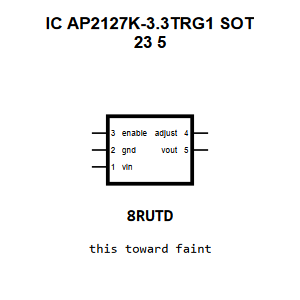 IC AP2127K-3.3TRG1 SOT
23 5
3 enable adjust 4
2 gnd vout 5
1 vin
8RUTD
this toward faint